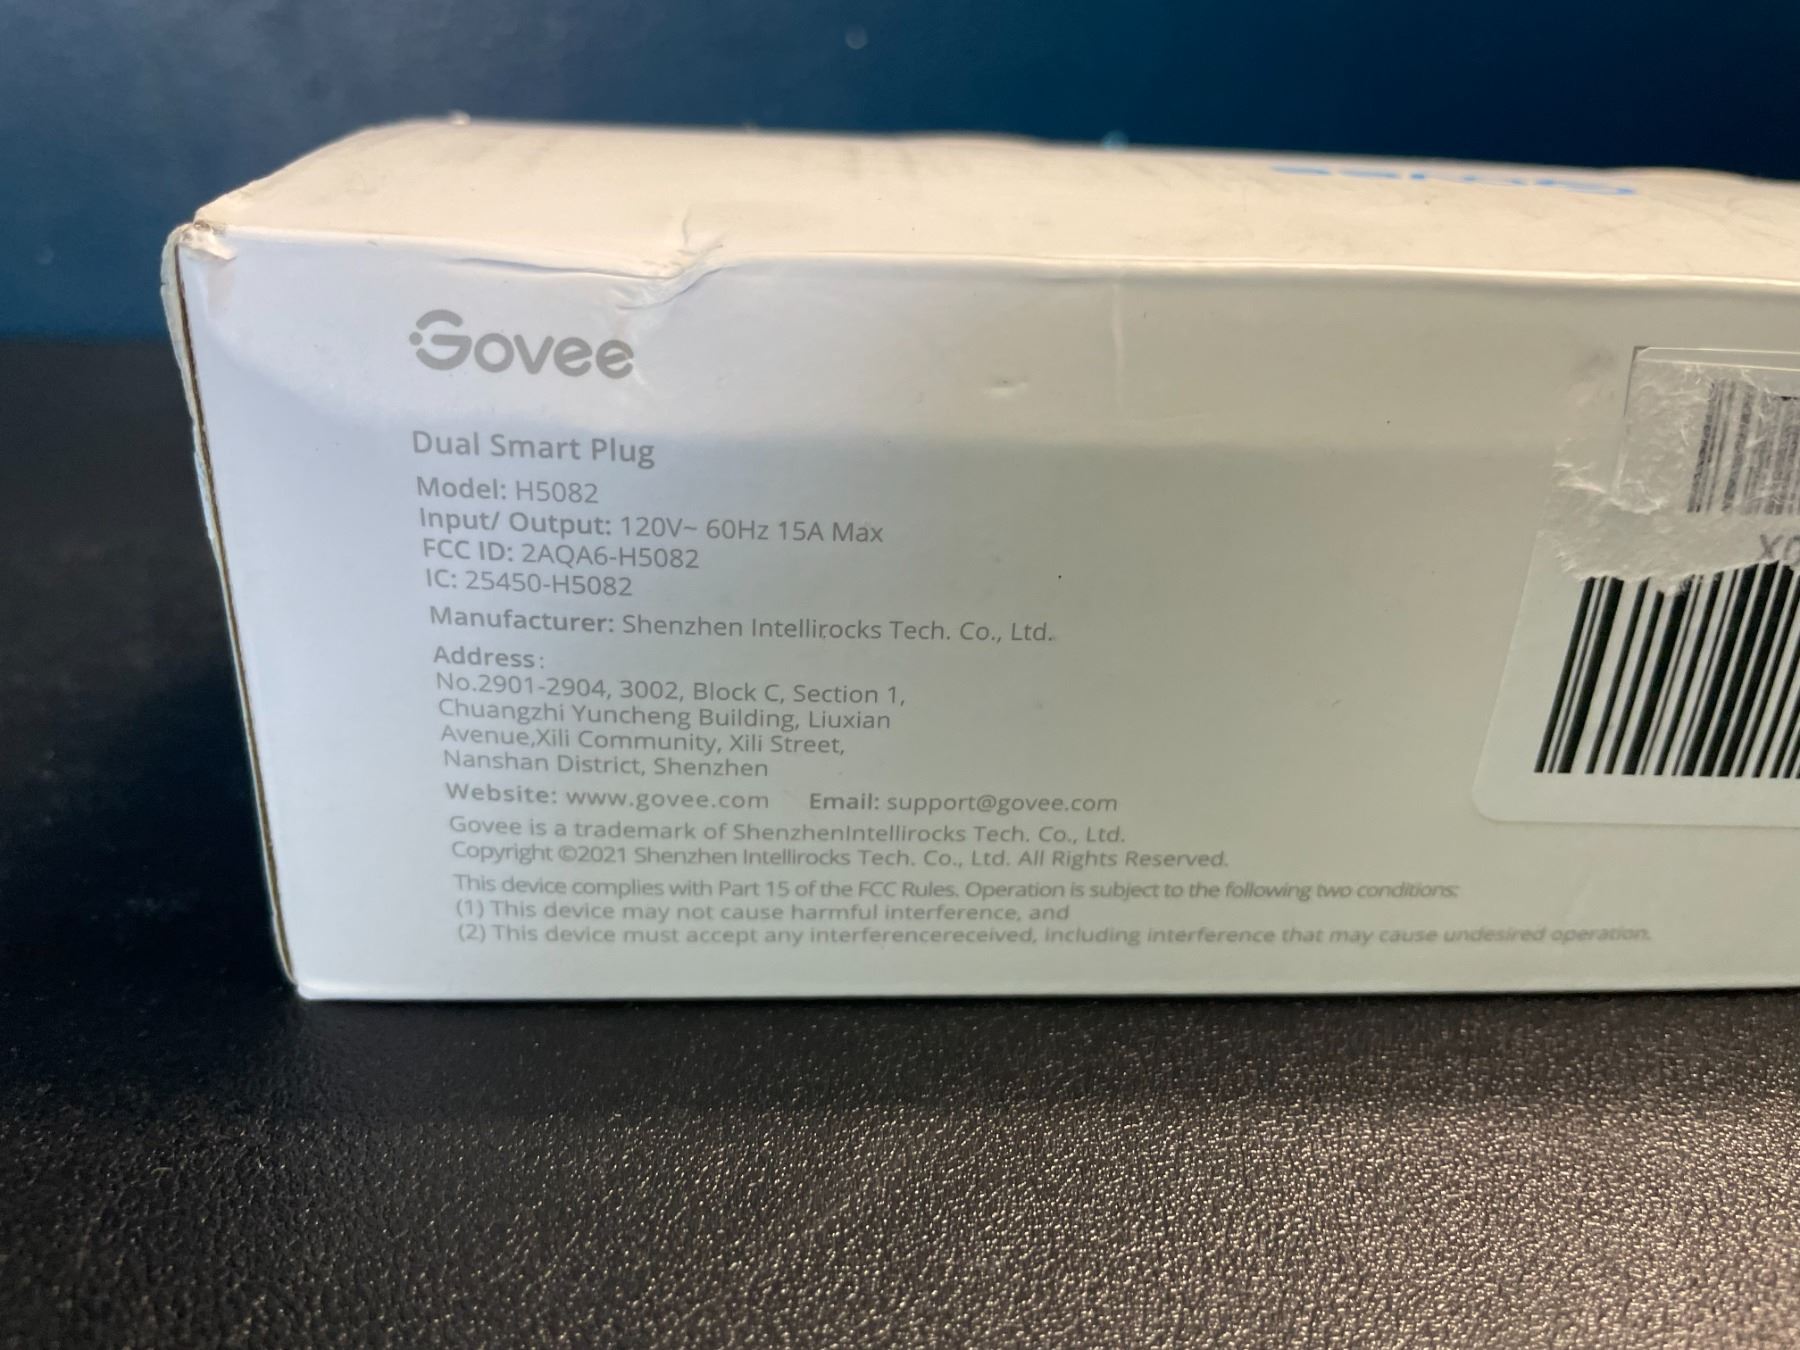 Govee
Govee
Dual Smart Plug
Model: H5082
Input/ Output: 120V~ 60Hz 15A Max
FCC ID: 2AQA6-H5082
IC: 25450-H5082
Manufacturer: Shenzhen Intellirocks Tech. Co., Ltd.
Address:
No.2901-2904, 3002, Block C, Section 1,
Chuangzhi Yuncheng Building, Liuxian
Avenue,Xili Community, Xili Street,
Nanshan District, Shenzhen
Website: www.govee.com Email: support@govee.com
Govee is a trademark of ShenzhenIntellirocks Tech. Co., Ltd.
Copyright ©2021 Shenzhen Intellirocks Tech. Co., Ltd. All Rights Reserved.
This device complies with Part 15 of the FCC Rules. Operation is subject to the following two conditions:
(1) This device may not cause harmful interference, and
(2) This device must accept any interferencereceived, including interference that may cause undesired operation.